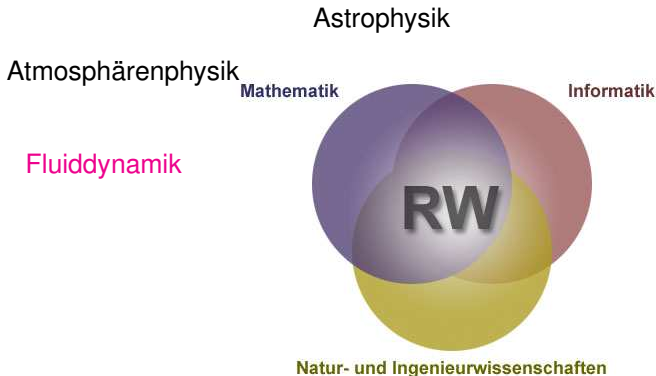 Astrophysik
Atmosphärenphysik
Mathematik
Informatik
Fluiddynamik
RW
Natur- und Ingenieurwissenschaften